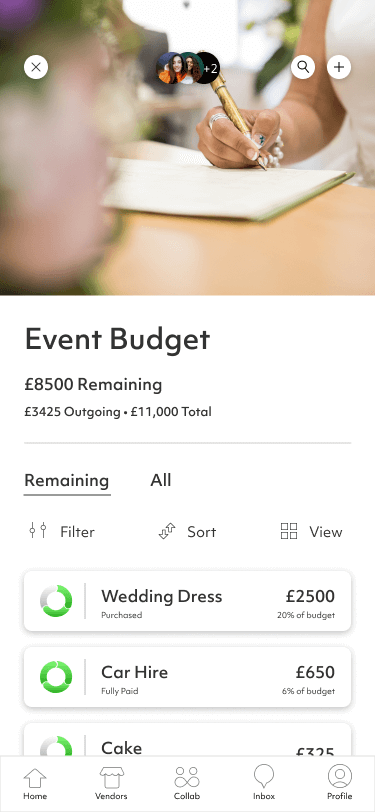 +2
Event Budget
£8500 Remaining
£3425 Outgoing • £11,000 Total
Remaining All
Filter Sort View
Wedding Dress £2500
Purchased 20% of budget
Car Hire £650
Fully Paid 6% of budget
Cake £325
Home Vendors Collab Inbox Profile